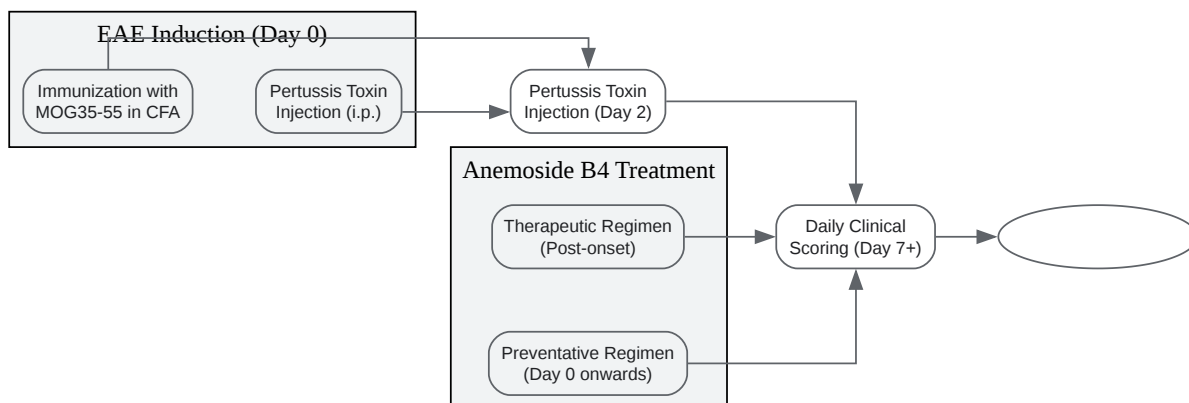 EAE Induction (Day 0)
Immunization with
MOG35-55 in CFA
Pertussis Toxin
Injection (i.p.)
Pertussis Toxin
Injection (Day 2)
Anemoside B4 Treatment
Therapeutic Regimen
(Post-onset)
Daily Clinical
Scoring (Day 7+)
Preventative Regimen
(Day 0 onwards)